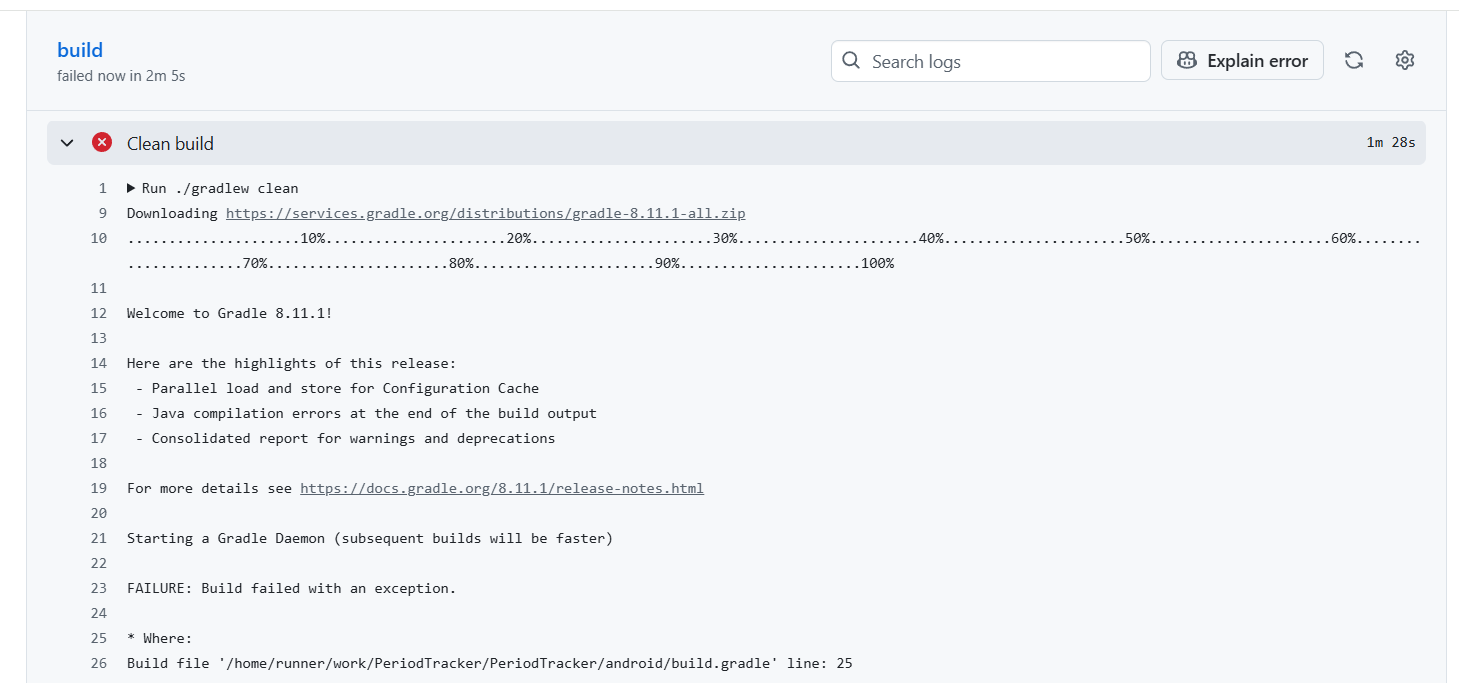 build
failed now in 2m 5s
Search logs
Explain error
Clean build
1m 28s
1 Run ./gradlew clean
9 Downloading https://services.gradle.org/distributions/gradle-8.11.1-all.zip
10 .....................10%......................20%......................30%......................40%......................50%......................60%........
..............70%......................80%......................90%......................100%
11
12 Welcome to Gradle 8.11.1!
13
14 Here are the highlights of this release:
15 - Parallel load and store for Configuration Cache
16 - Java compilation errors at the end of the build output
17 - Consolidated report for warnings and deprecations
18
19 For more details see https://docs.gradle.org/8.11.1/release-notes.html
20
21 Starting a Gradle Daemon (subsequent builds will be faster)
22
23 FAILURE: Build failed with an exception.
24
25 * Where:
26 Build file '/home/runner/work/PeriodTracker/PeriodTracker/android/build.gradle' line: 25